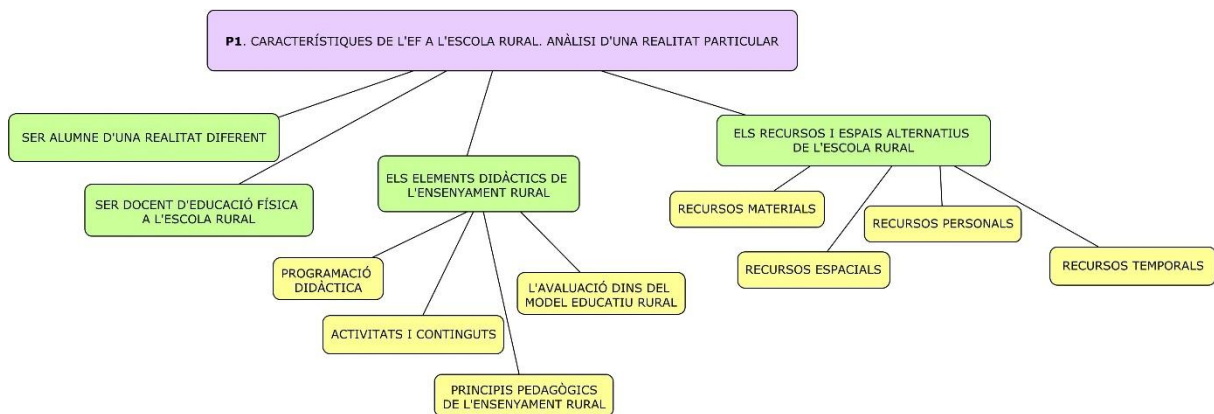 P1. CARACTERÍSTIQUES DE L'EF A L'ESCOLA RURAL. ANÀLISI D'UNA REALITAT PARTICULAR
SER ALUMNE D'UNA REALITAT DIFERENT
SER DOCENT D'EDUCACIÓ FÍSICA
A L'ESCOLA RURAL
ELS ELEMENTS DIDÀCTICS DE
L'ENSENYAMENT RURAL
ELS RECURSOS I ESPAIS ALTERNATIUS
DE L'ESCOLA RURAL
PROGRAMACIÓ
DIDÀCTICA
ACTIVITATS I CONTINGUTS
PRINCIPIS PEDAGÒGICS
DE L'ENSENYAMENT RURAL
L'AVALUACIÓ DINS DEL
MODEL EDUCATIU RURAL
RECURSOS MATERIALS
RECURSOS ESPACIALS
RECURSOS PERSONALS
RECURSOS TEMPORALS